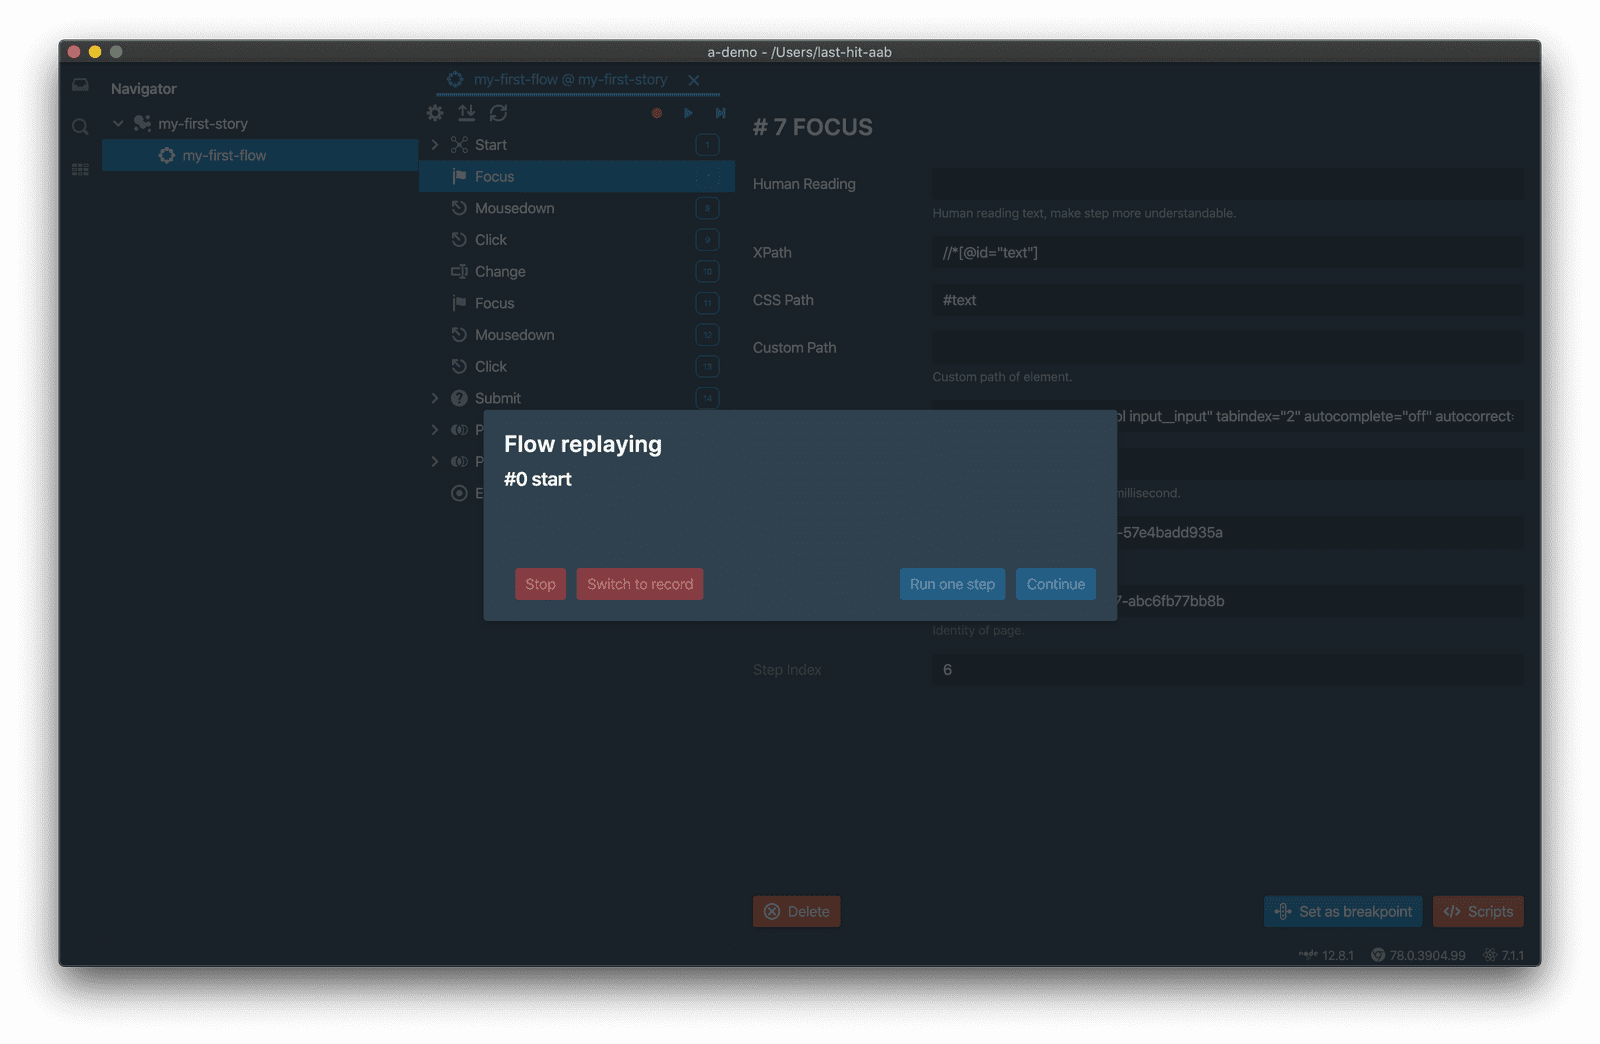 a-demo - /Users/last-hit-aab
Navigator
my-first-story
my-first-flow
my-first-flow @ my-first-story
Start 1
Focus
Mousedown 8
Click 9
Change 10
Focus 11
Mousedown 12
Click 13
Submit 14
P
P
E
# 7 FOCUS
Human Reading
Human reading text, make step more understandable.
XPath //*[@id="text"]
CSS Path #text
Custom Path
Custom path of element.
input__input" tabindex="2" autocomplete="off" autocorrect=
millisecond.
-57e4badd935a
-abc6fb77bb8b
Identity of page.
Step Index 6
Flow replaying
#0 start
Stop Switch to record Run one step Continue
Delete Set as breakpoint </> Scripts
node 12.8.1 78.0.3904.99 7.1.1